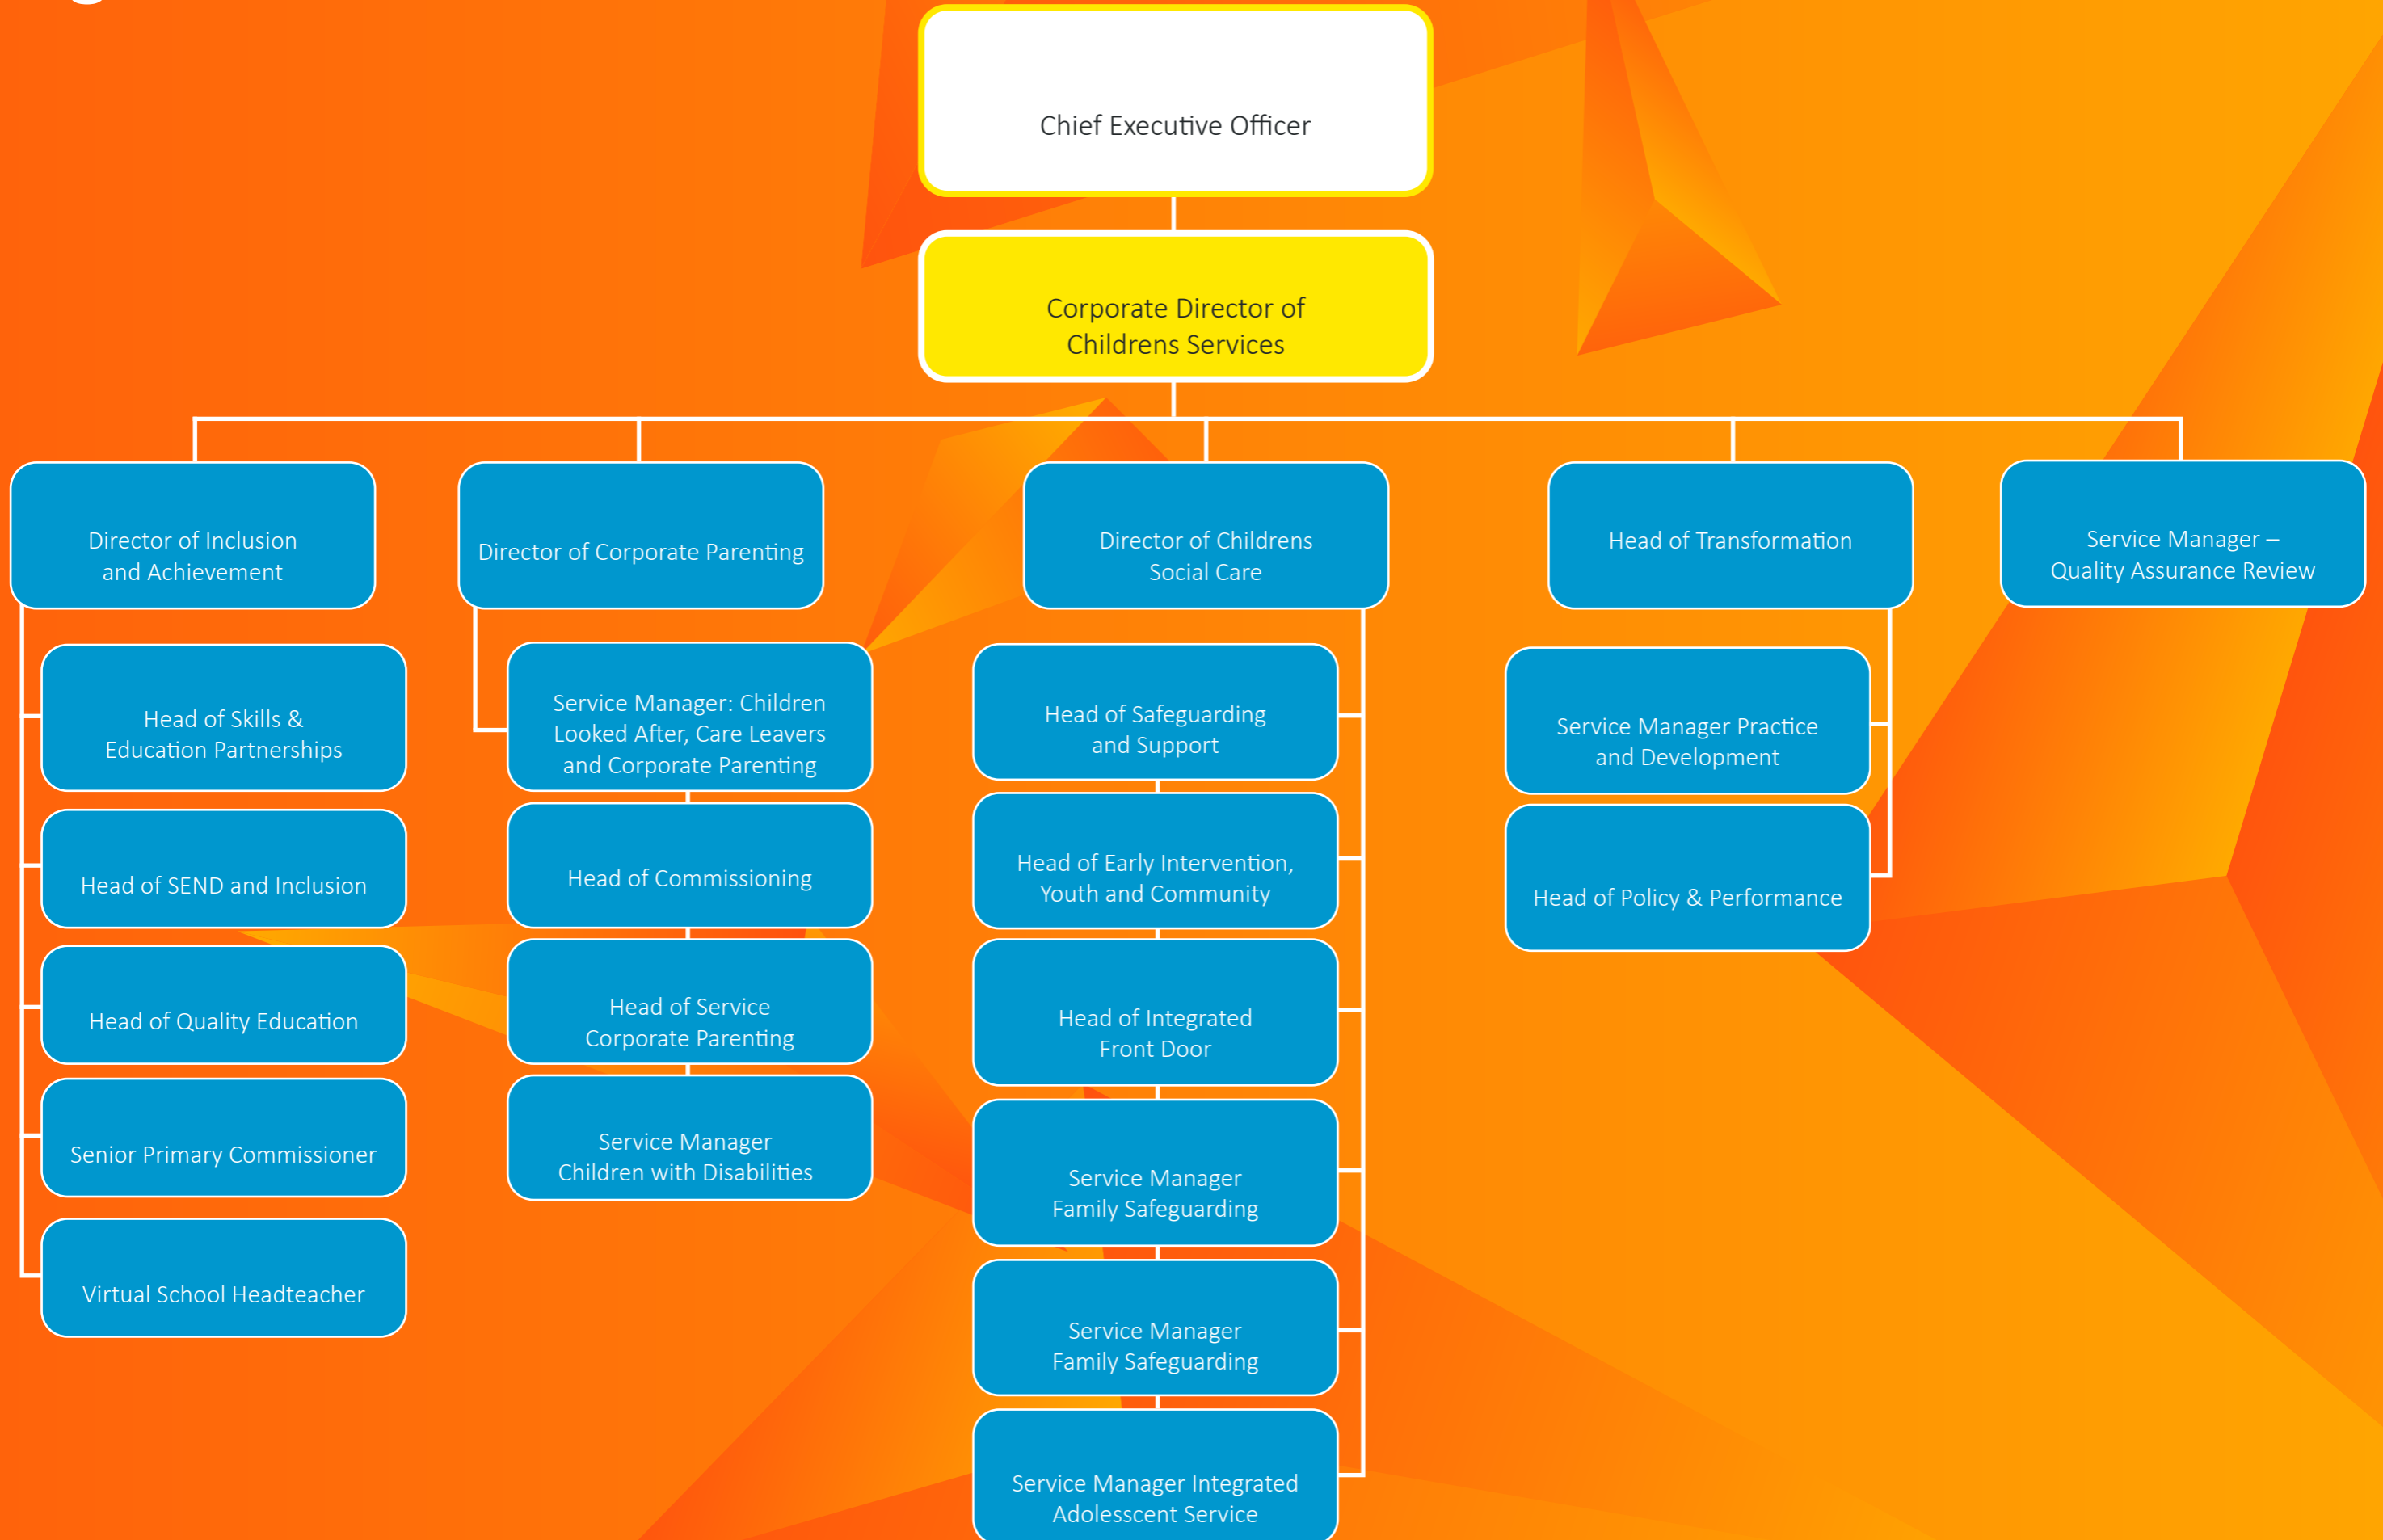 Chief Executive Officer
Corporate Director of
Childrens Services
Director of Inclusion
and Achievement
Director of Corporate Parenting
Director of Childrens
Social Care
Head of Transformation
Service Manager –
Quality Assurance Review
Head of Skills &
Education Partnerships
Head of SEND and Inclusion
Head of Quality Education
Senior Primary Commissioner
Virtual School Headteacher
Service Manager: Children
Looked After, Care Leavers
and Corporate Parenting
Head of Commissioning
Head of Service
Corporate Parenting
Service Manager
Children with Disabilities
Head of Safeguarding
and Support
Head of Early Intervention,
Youth and Community
Head of Integrated
Front Door
Service Manager
Family Safeguarding
Service Manager
Family Safeguarding
Service Manager Integrated
Adolesscent Service
Service Manager Practice
and Development
Head of Policy & Performance